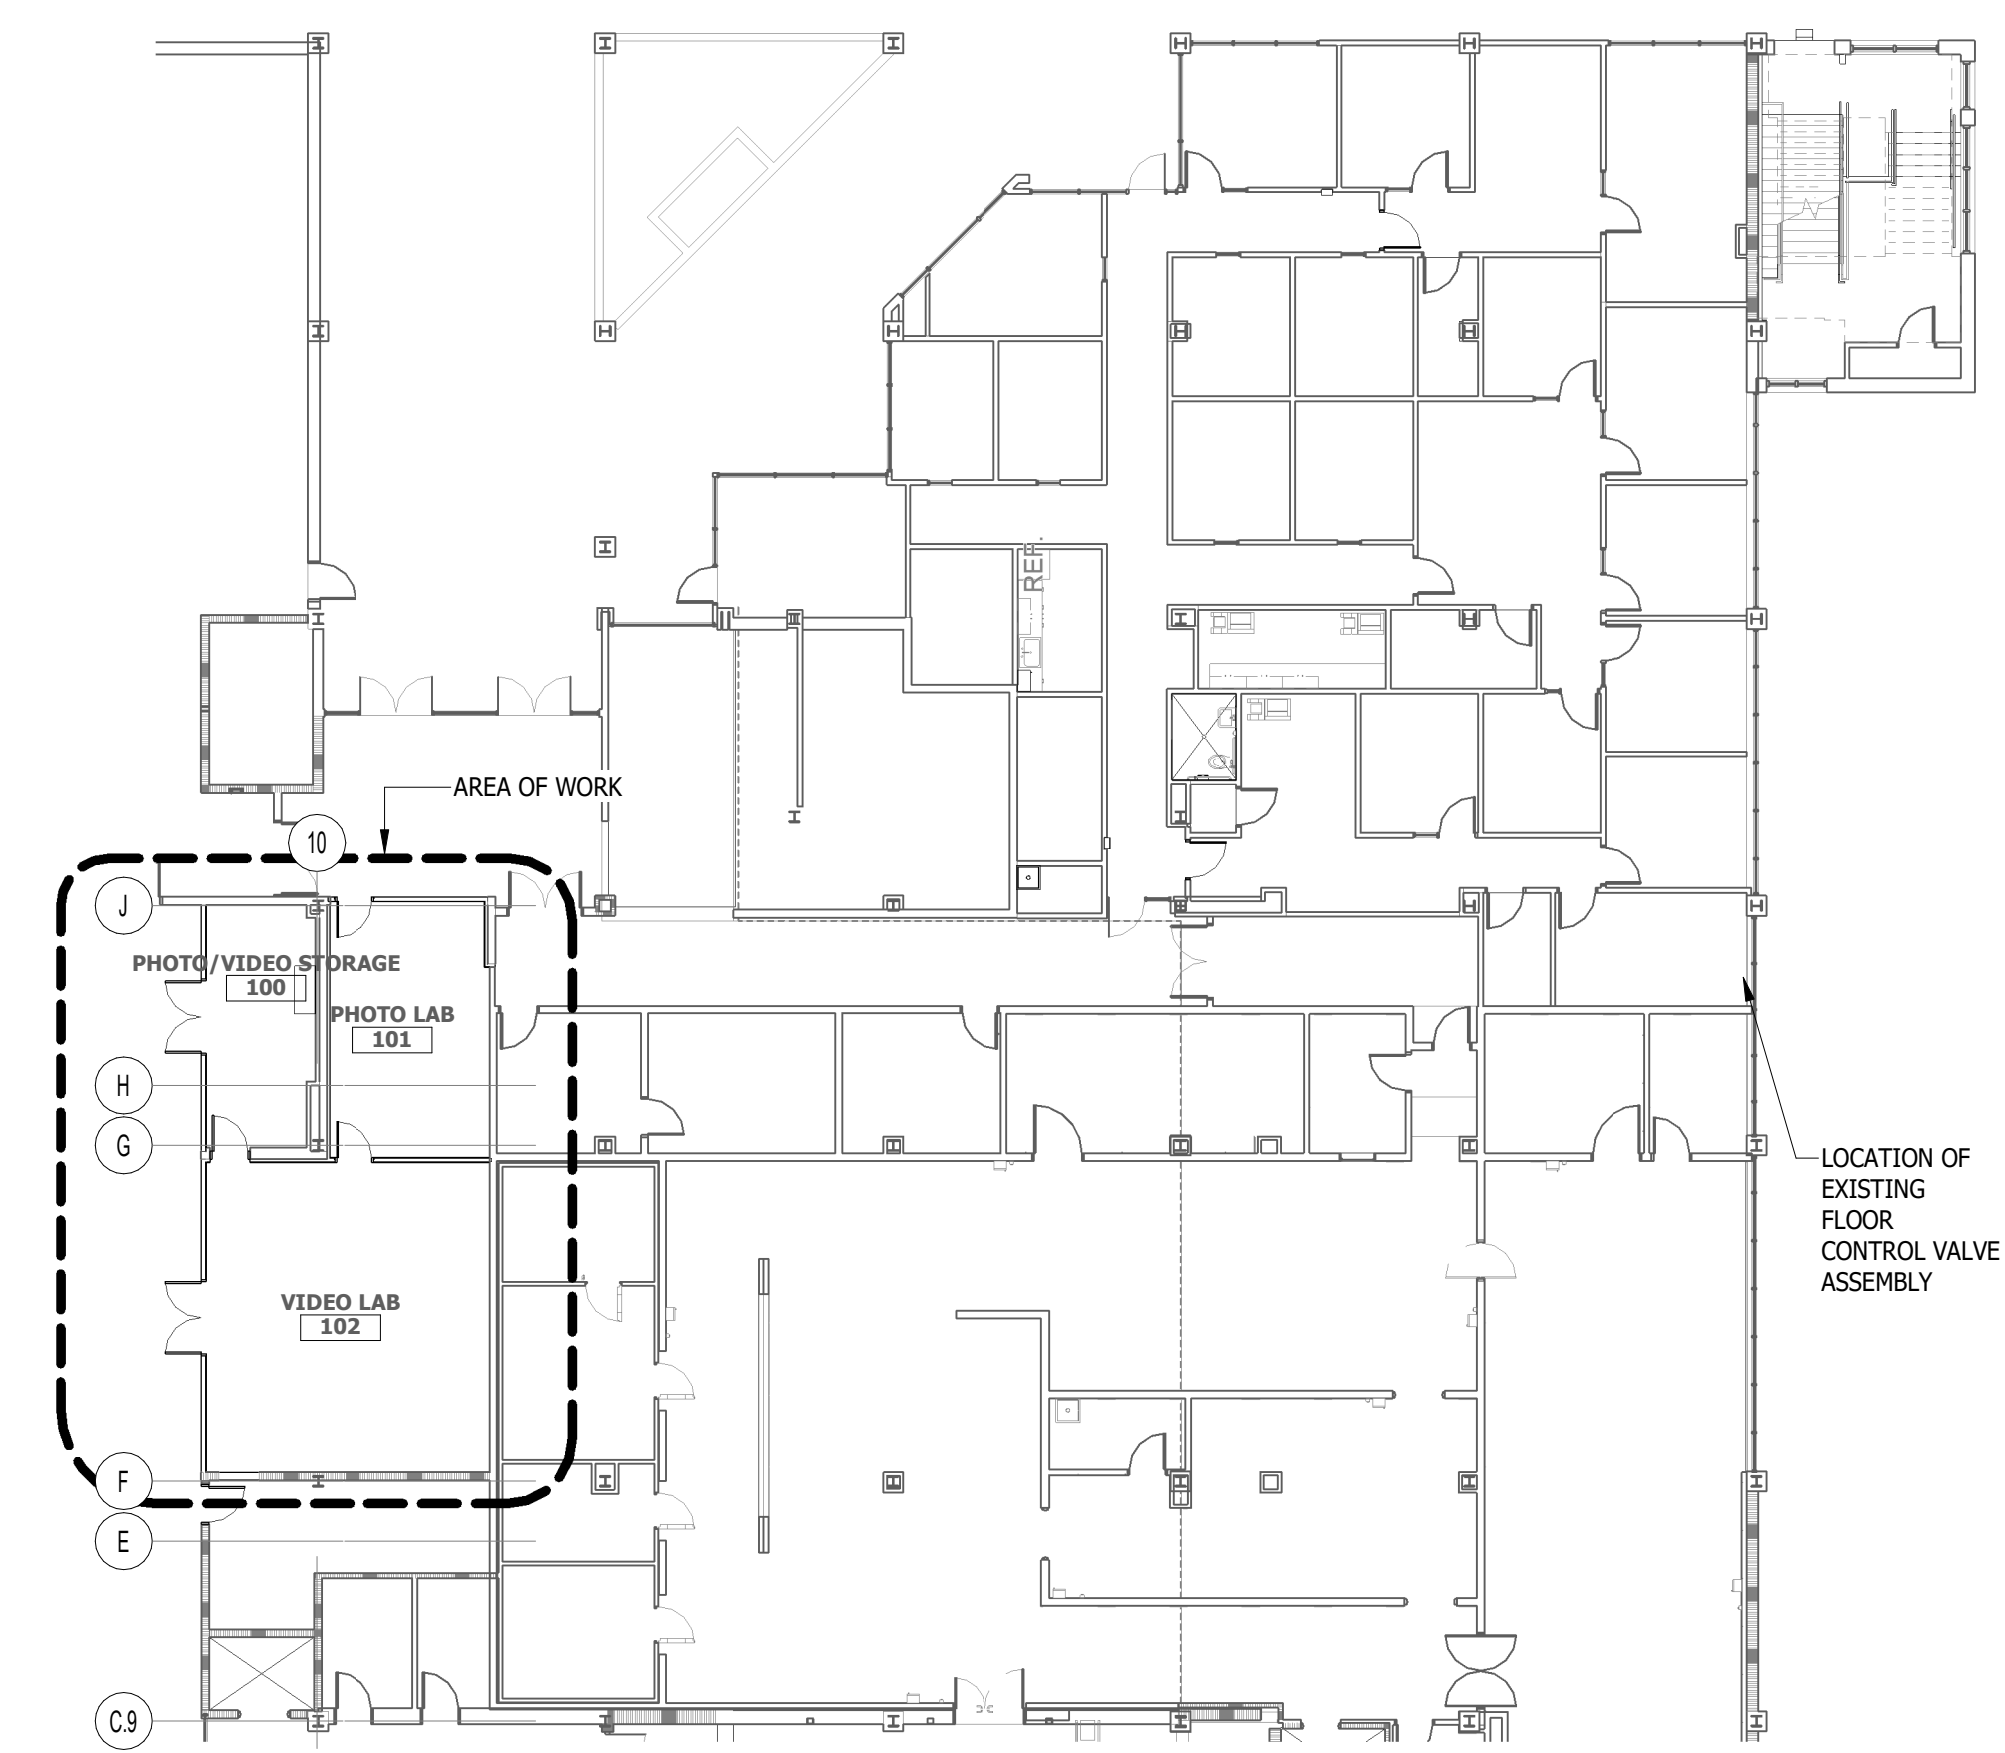 REF.
AREA OF WORK
10
J
PHOTO/VIDEO STORAGE
100
PHOTO LAB
101
H
G
LOCATION OF
EXISTING
FLOOR
CONTROL VALVE
ASSEMBLY
VIDEO LAB
102
F
E
C.9